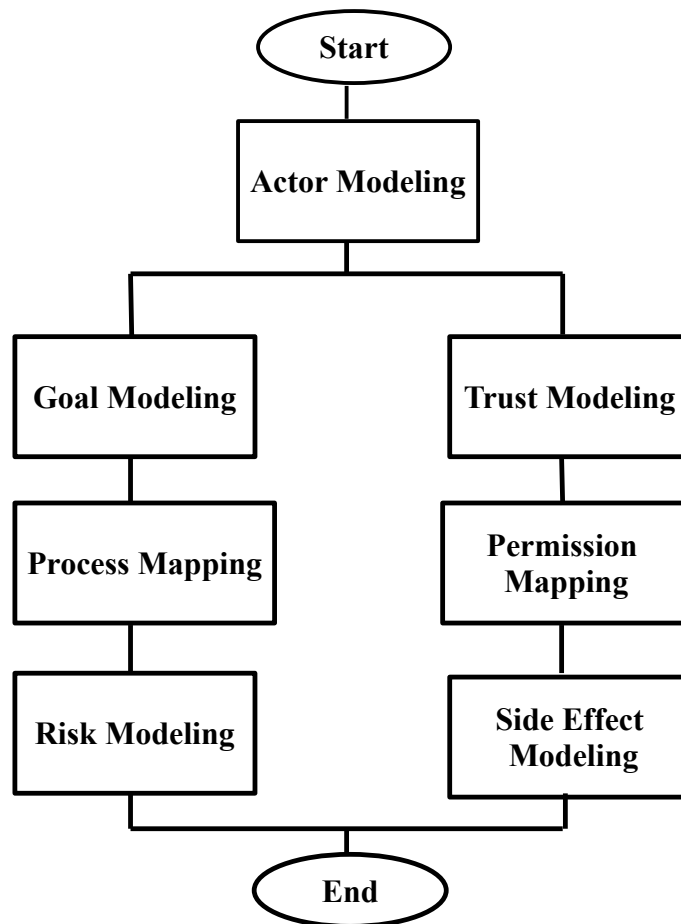 Start
Actor Modeling
Goal Modeling
Trust Modeling
Process Mapping
Permission
Mapping
Risk Modeling
Side Effect
Modeling
End